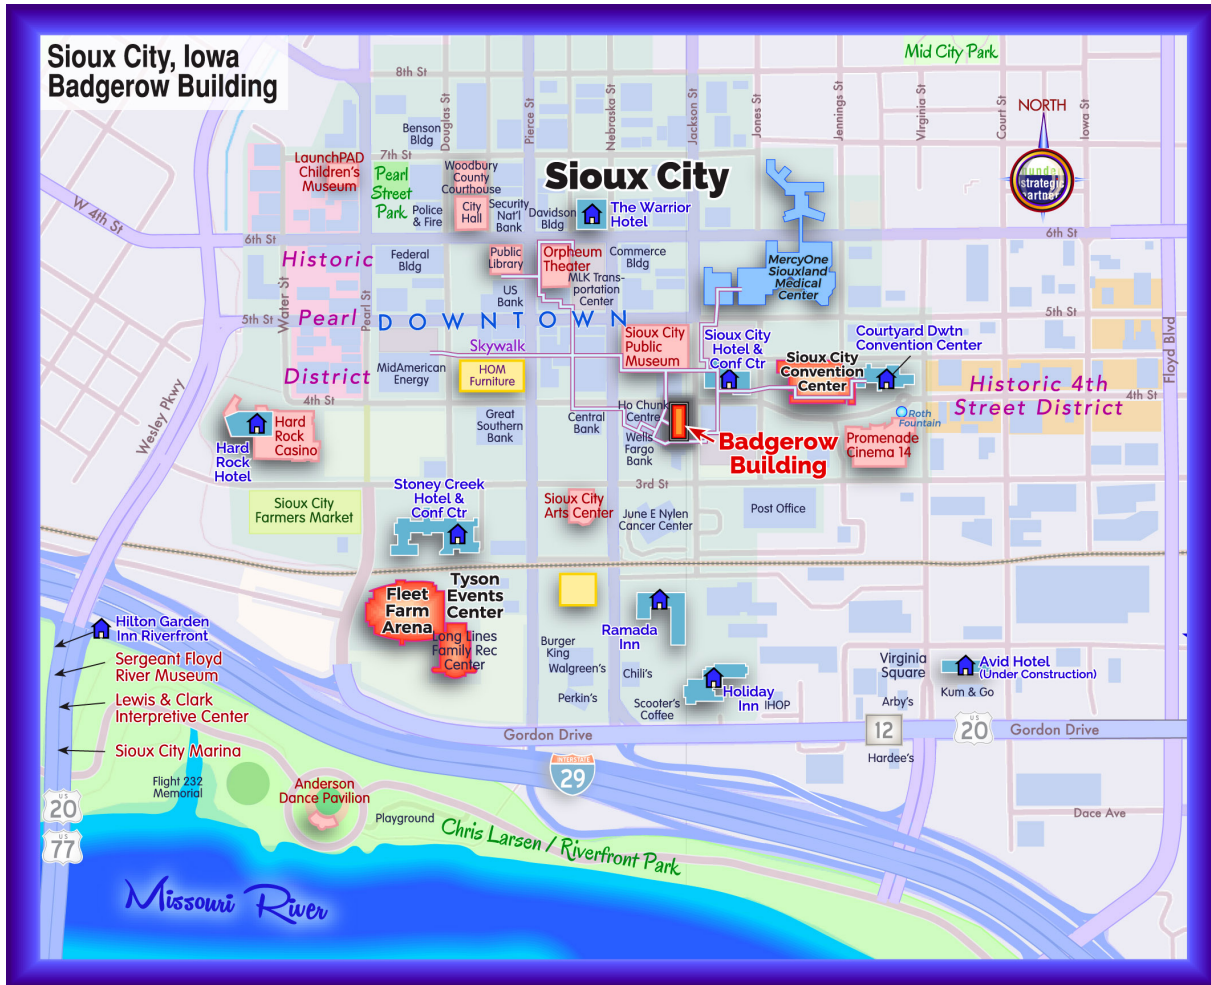 Sioux City, Iowa
Badgerow Building
Mid City Park
8th St
Douglas St
Pierce St
Nebraska St
Jackson St
Jones St
Jennings St
VIrginia St
Court St
Iowa St
NORTH
strategic
partner
Benson
Bldg
7th St
LaunchPAD
Children's
Museum
Pearl
Street
Park
Woodbury
County
Courthouse
Sioux City
Police
& Fire
City
Hall
Security
Nat'l
Bank
Davidson
Bldg
The Warrior
Hotel
W 4th St
6th St
6th St
Historic
Federal
Bldg
Public
Library
Orpheum
Theater
Commerce
Bldg
MercyOne
Siouxland
Medical
Center
MLK Trans-
portation
Center
US
Bank
Water St
Pearl St
5th St
Pearl
DOWNTOWN
5th St
Floyd Blvd
Skywalk
Sioux City
Public
Museum
Sioux City
Hotel &
Conf Ctr
Courtyard Dwtn
Convention Center
Sioux City
Convention
Center
District
MidAmerican
Energy
HOM
Furniture
Historic 4th
Street District
4th St
4th St
Wesley Pkwy
Great
Southern
Bank
Central
Bank
Ho Chunk
Centre
Wells
Fargo
Bank
Roth
Fountain
Hard
Rock
Casino
Hard
Rock
Hotel
Badgerow
Building
Promenade
Cinema 14
3rd St
Stoney Creek
Hotel &
Conf Ctr
Sioux City
Farmers Market
Sioux City
Arts Center
June E Nylen
Cancer Center
Post Office
Tyson
Events
Center
Fleet
Farm
Arena
Long Lines
Family Rec
Center
Hilton Garden
Inn Riverfront
Ramada
Inn
Burger
King
Walgreen's
Chili's
Perkin's
Scooter's
Coffee
Holiday
Inn
IHOP
Virginia
Square
Avid Hotel
(Under Construction)
Kum & Go
Arby's
Sergeant Floyd
River Museum
Lewis & Clark
Interpretive Center
Sioux City Marina
Gordon Drive
12
US
20
Gordon Drive
Hardee's
INTERSTATE
29
Flight 232
Memorial
Anderson
Dance Pavilion
Playground
Chris Larsen / Riverfront Park
Dace Ave
US
20
US
77
Missouri River